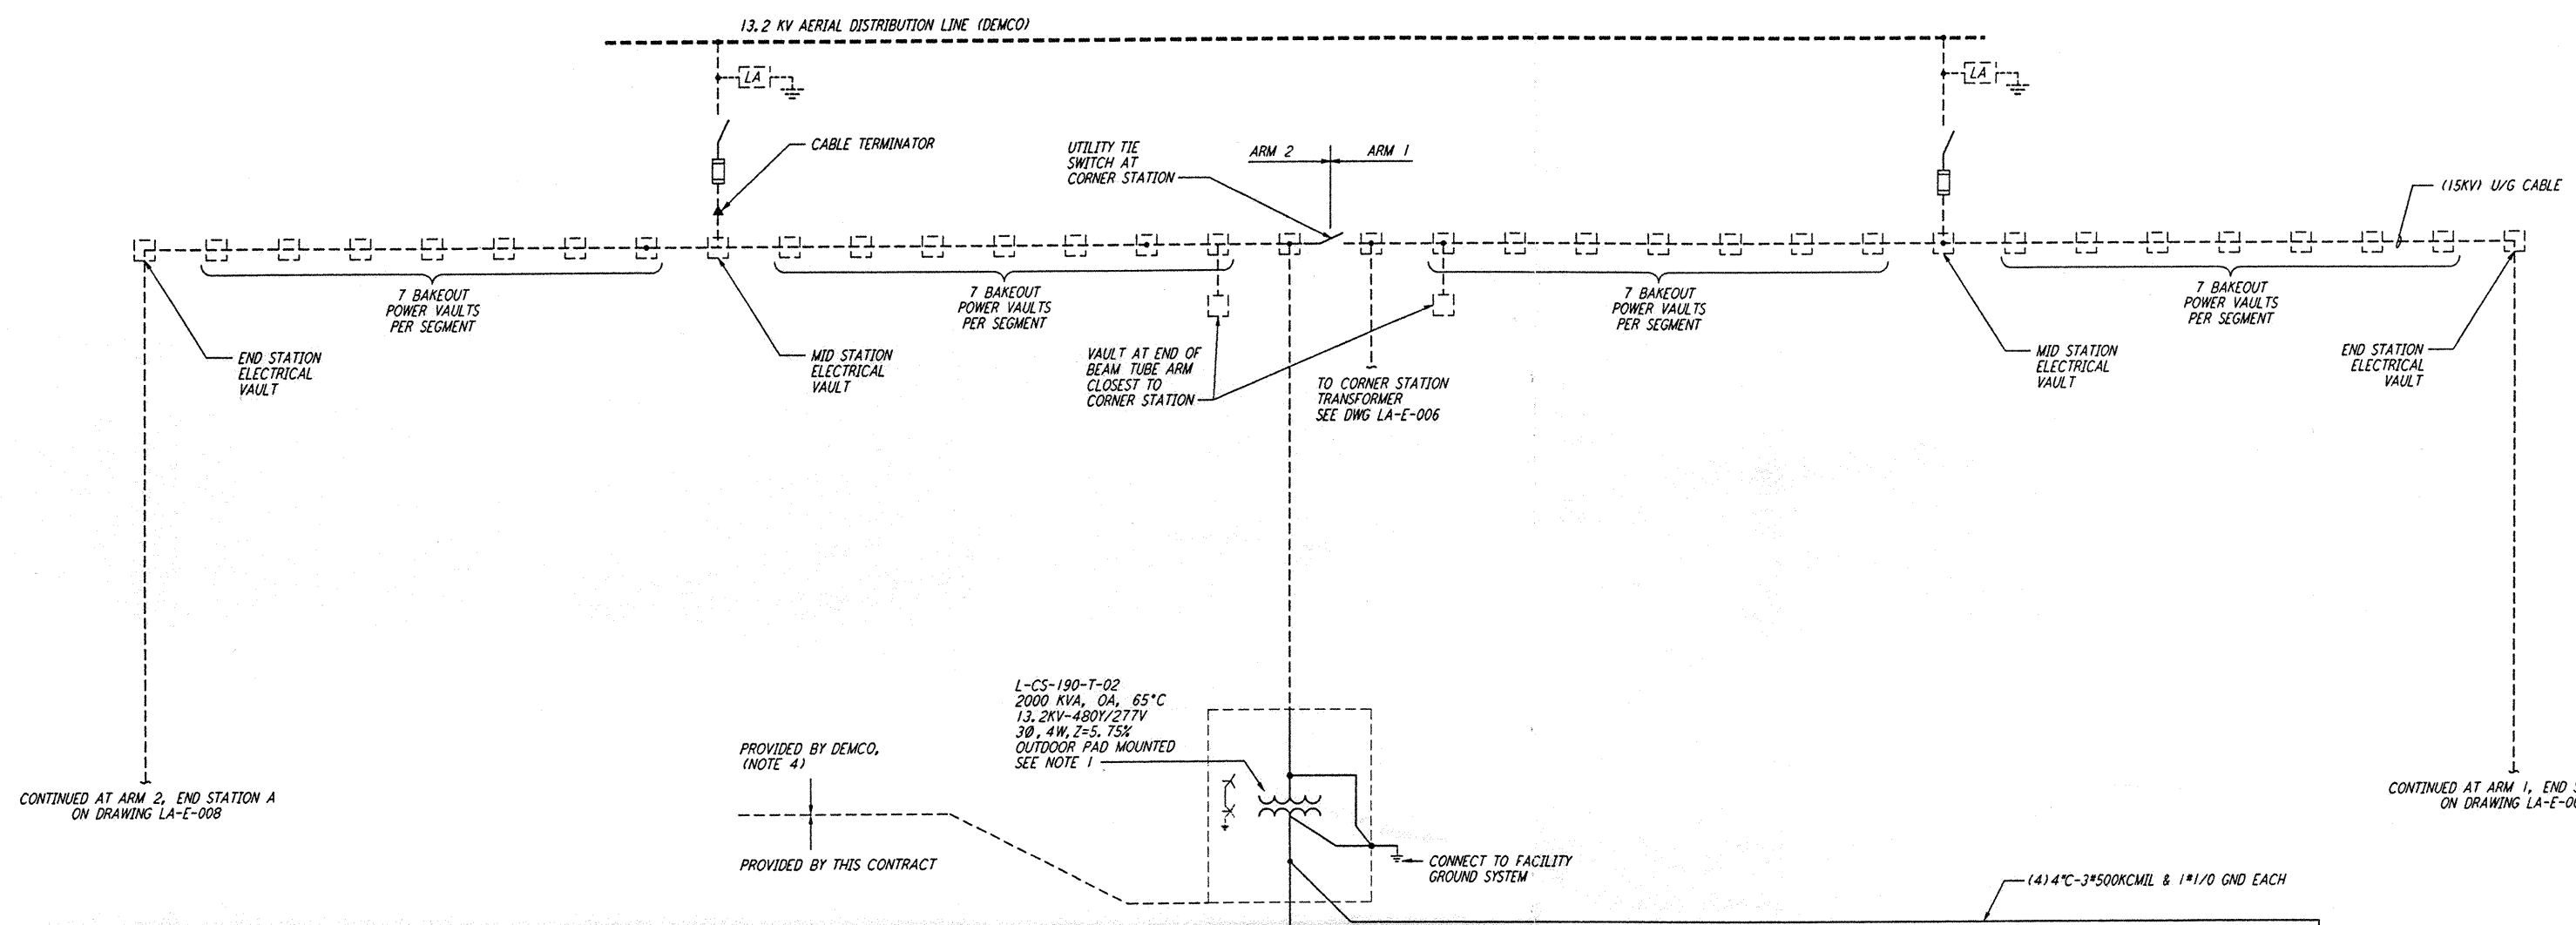 13.2 KV AERIAL DISTRIBUTION LINE (DEMCO)
LA
LA
CABLE TERMINATOR
UTILITY TIE
SWITCH AT
CORNER STATION
ARM 2
ARM 1
(15KV) U/G CABLE
7 BAKEOUT
POWER VAULTS
PER SEGMENT
7 BAKEOUT
POWER VAULTS
PER SEGMENT
7 BAKEOUT
POWER VAULTS
PER SEGMENT
7 BAKEOUT
POWER VAULTS
PER SEGMENT
END STATION
ELECTRICAL
VAULT
MID STATION
ELECTRICAL
VAULT
VAULT AT END OF
BEAM TUBE ARM
CLOSEST TO
CORNER STATION
TO CORNER STATION
TRANSFORMER
SEE DWG LA-E-006
MID STATION
ELECTRICAL
VAULT
END STATION
ELECTRICAL
VAULT
L-CS-190-T-02
2000 KVA, OA, 65°C
13.2KV-480Y/277V
3Ø, 4W, Z=5.75%
OUTDOOR PAD MOUNTED
SEE NOTE 1
PROVIDED BY DEMCO,
(NOTE 4)
PROVIDED BY THIS CONTRACT
CONTINUED AT ARM 2, END STATION A
ON DRAWING LA-E-008
CONTINUED AT ARM 1, END
ON DRAWING
CONNECT TO FACILITY
GROUND SYSTEM
(4)4"C-3#500KCMIL & 1#1/0 GND EACH